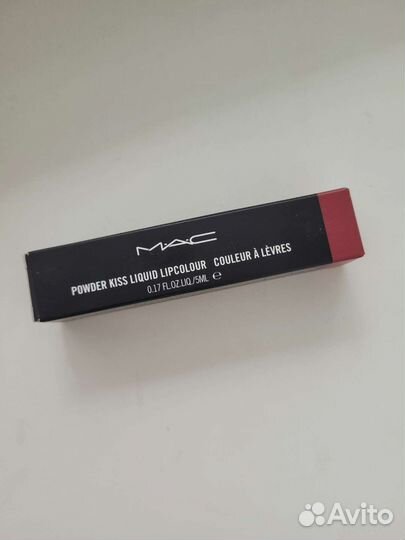 MAC
POWDER KISS LIQUID LIPCOLOUR COULEUR À LÈVRES
0.17 FL.OZ.LIQ./5ML ℮
Avito